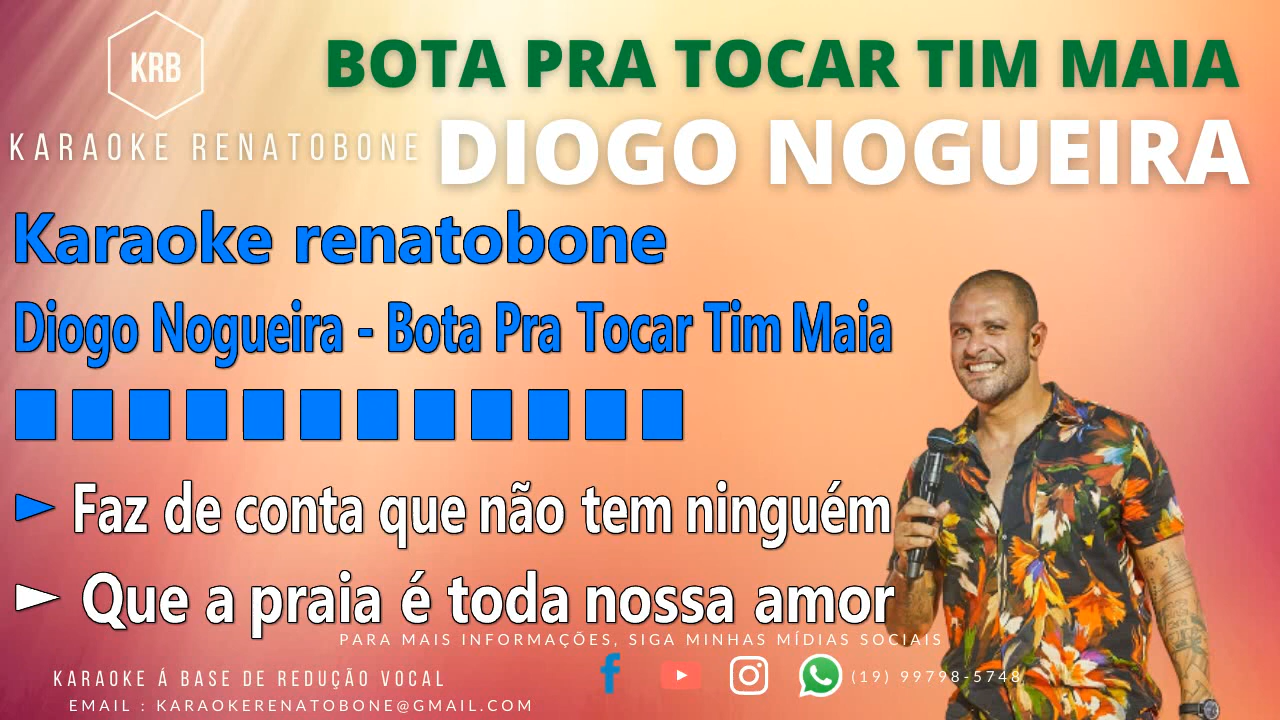 KRB
KARAOKE RENATOBONE
BOTA PRA TOCAR TIM MAIA
DIOGO NOGUEIRA
Karaoke renatobone
Diogo Nogueira - Bota Pra Tocar Tim Maia
Faz de conta que não tem ninguém
Que a praia é toda nossa amor
PARA MAIS INFORMAÇÕES, SIGA MINHAS MÍDIAS SOCIAIS
KARAOKE Á BASE DE REDUÇÃO VOCAL
(19) 99798-5748
EMAIL : KARAOKERENATOBONE@GMAIL.COM